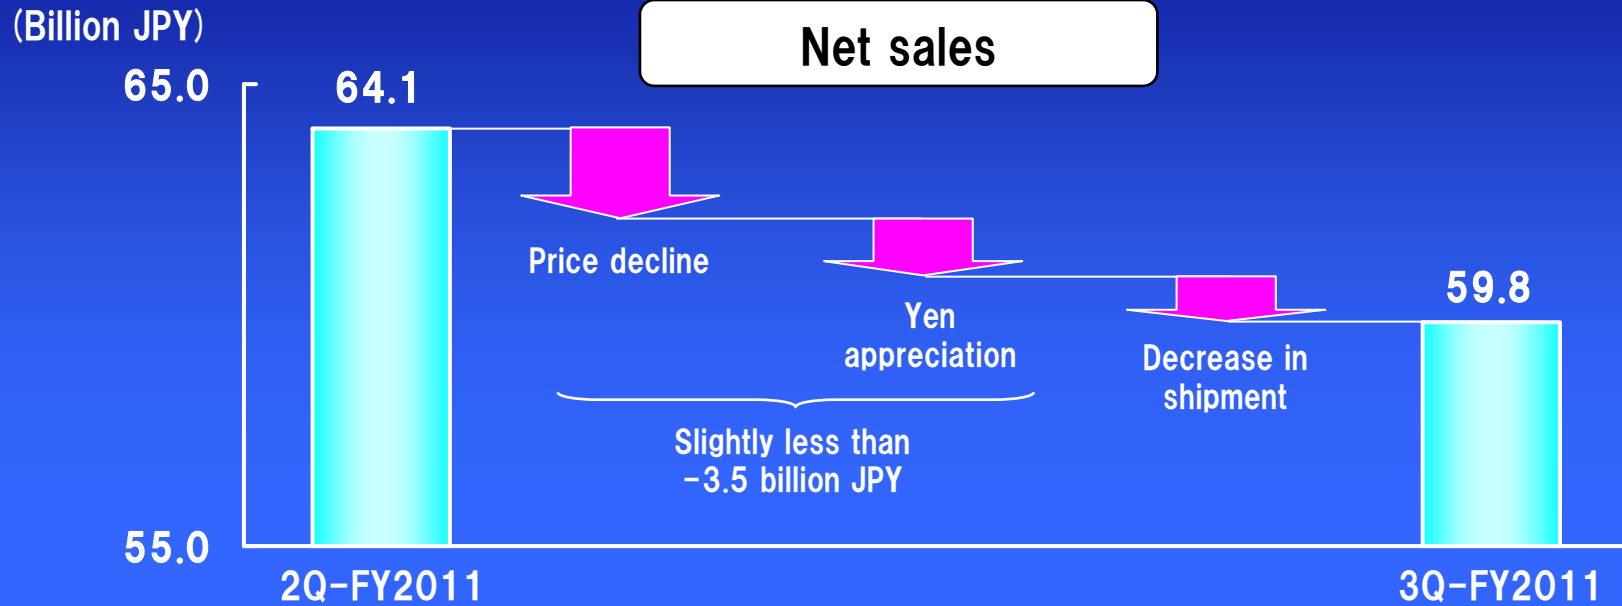 (Billion JPY)
Net sales
65.0
64.1
Price decline
Yen
appreciation
Decrease in
shipment
59.8
Slightly less than
-3.5 billion JPY
55.0
2Q-FY2011
3Q-FY2011